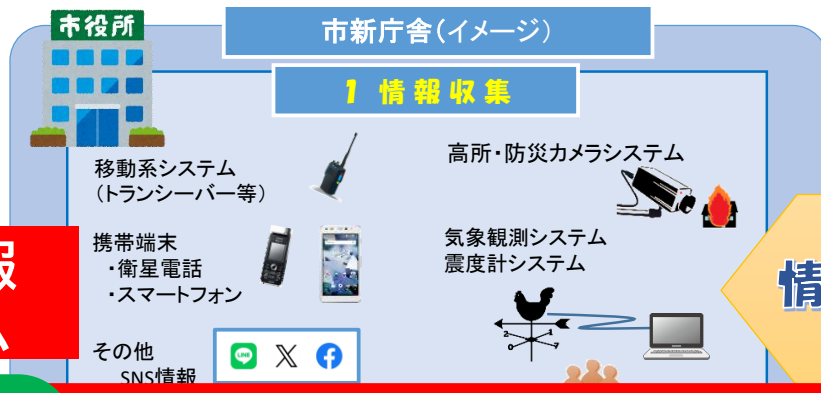 市役所
市新庁舎(イメージ)
1 情報収集
移動系システム
(トランシーバー等)
高所・防災カメラシステム
携帯端末
・衛星電話
・スマートフォン
気象観測システム
震度計システム
報
ム
情
その他
SNS情報
LINE